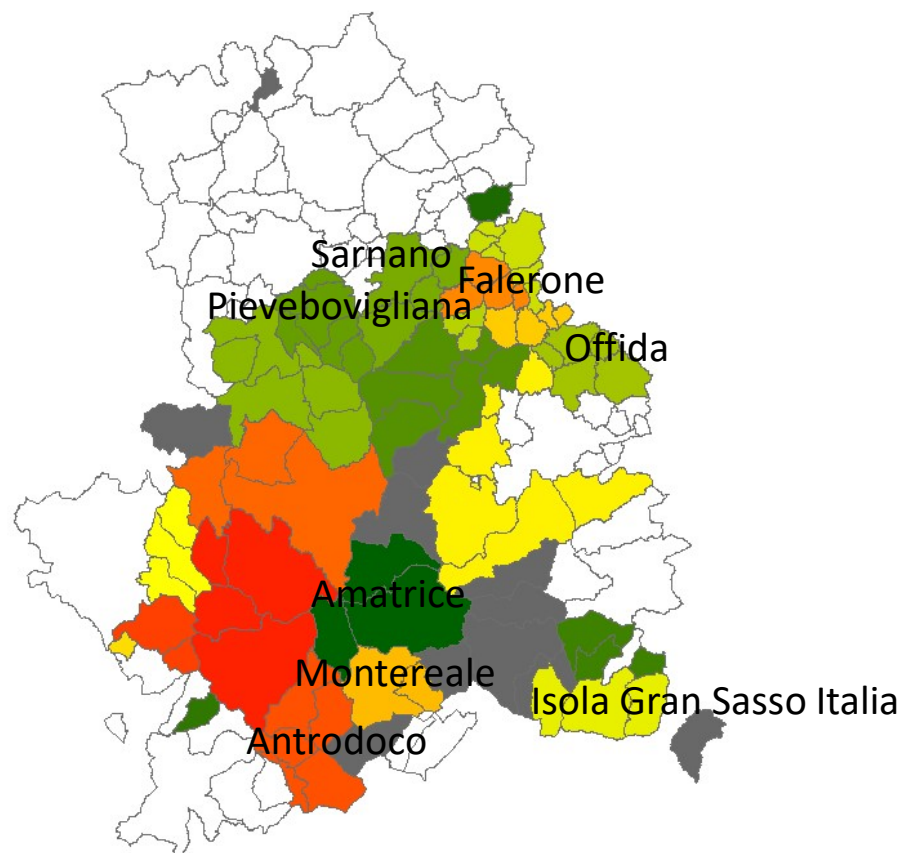 Sarnano
Falerone
Pievebovigliana
Offida
Amatrice
Montereale
Isola Gran Sasso Italia
Antrodoco